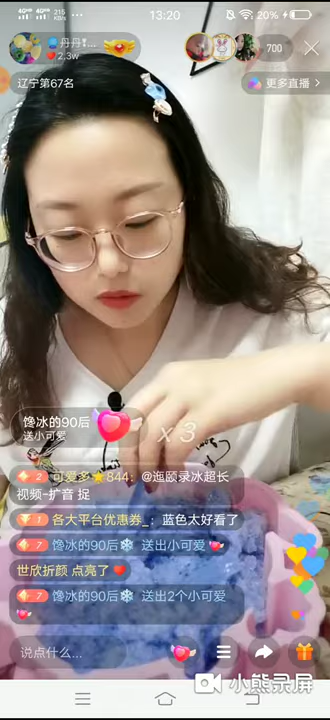 4GHD 4GHD 215 KB/s 13:20 20%
丹丹❣... 700
2.3w
辽宁第67名 更多直播 >
馋冰的90后
送小可爱 x3
2 可爱多⭐844：@迤颐录冰超长
视频-扩音 捉
1 各大平台优惠券_：蓝色太好看了
7 馋冰的90后❄ 送出小可爱
世欣折颜 点亮了❤
7 馋冰的90后❄ 送出2个小可爱
说点什么...
小熊录屏